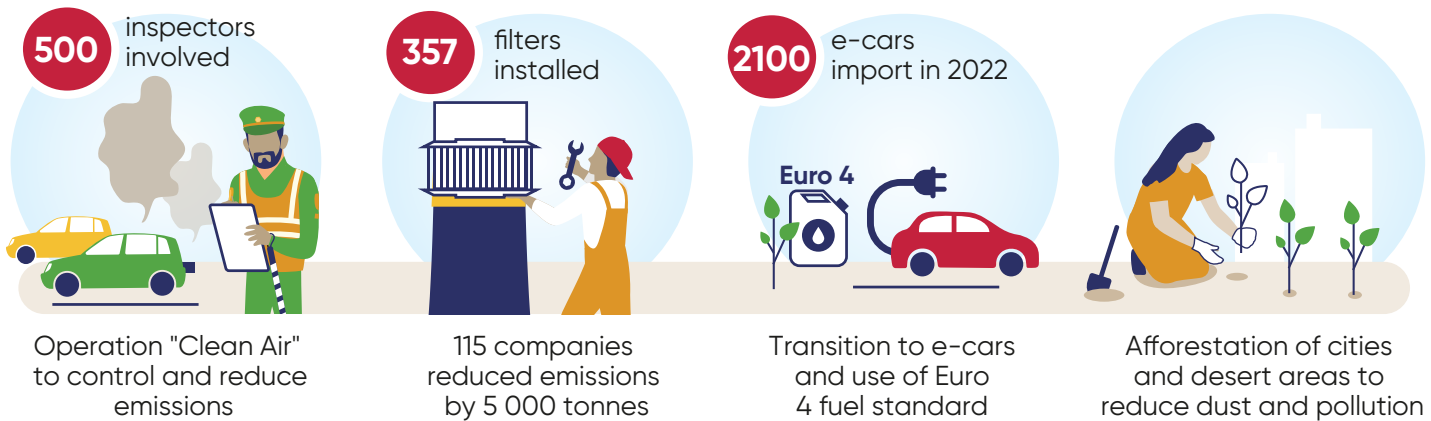 500
inspectors
involved
357
filters
installed
2100
e-cars
import in 2022
Euro 4
Operation "Clean Air"
to control and reduce
emissions
115 companies
reduced emissions
by 5 000 tonnes
Transition to e-cars
and use of Euro
4 fuel standard
Afforestation of cities
and desert areas to
reduce dust and pollution